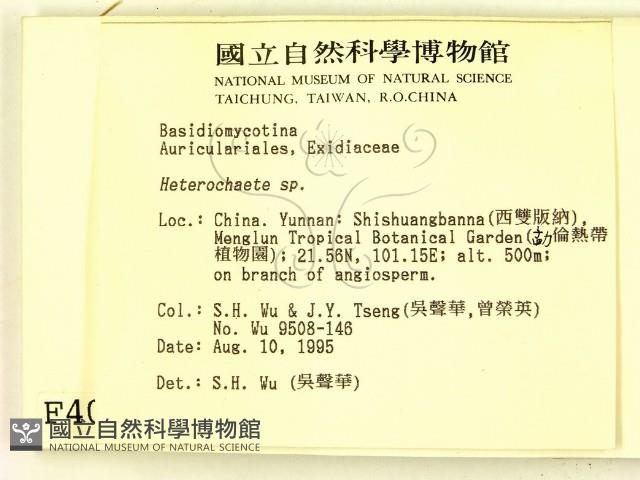 國立自然科學博物館
NATIONAL MUSEUM OF NATURAL SCIENCE
TAICHUNG, TAIWAN, R.O.CHINA
Basidiomycotina
Auriculariales, Exidiaceae
Heterochaete sp.
Loc.: China. Yunnan: Shishuangbanna(西雙版納),
Menglun Tropical Botanical Garden(勐倫熱帶
植物園); 21.56N, 101.15E; alt. 500m;
on branch of angiosperm.
Col.: S.H. Wu & J.Y. Tseng(吳聲華,曾榮英)
No. Wu 9508-146
Date: Aug. 10, 1995
Det.: S.H. Wu (吳聲華)
F40
國立自然科學博物館
NATIONAL MUSEUM OF NATURAL SCIENCE